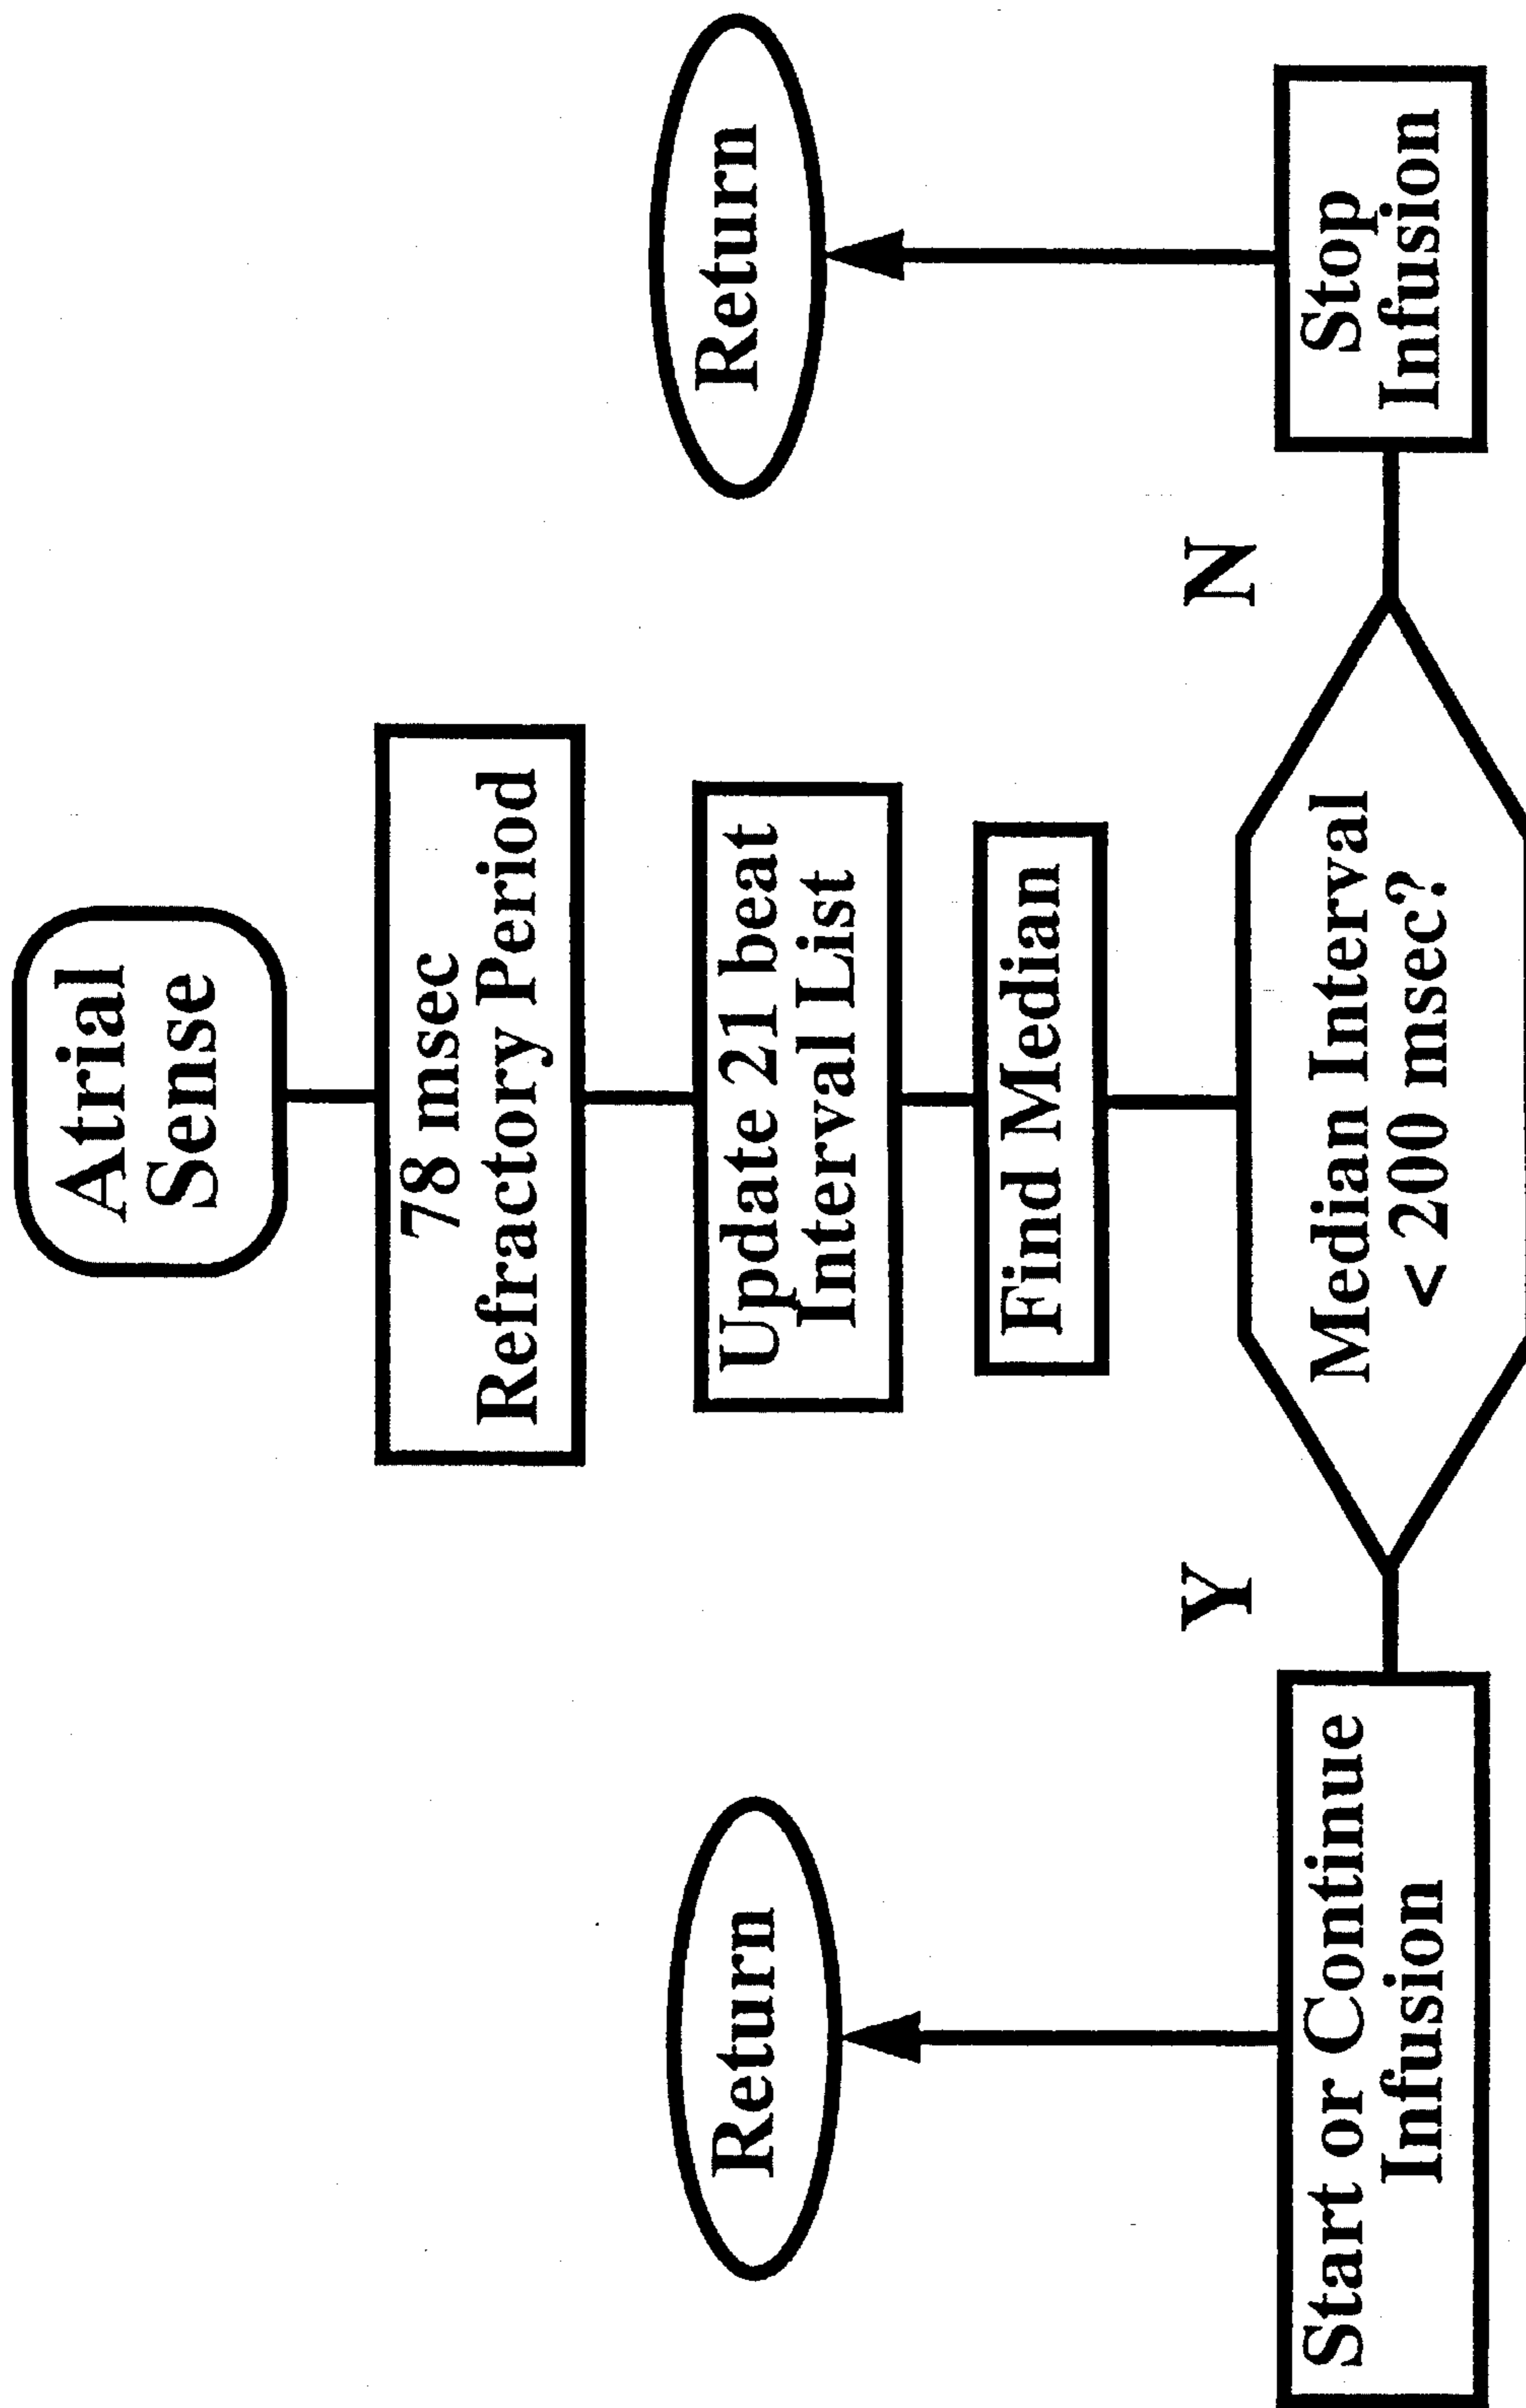 Atrial
Sense
78 msec
Refractory Period
Update 21 beat
Interval List
Find Median
Median Interval
< 200 msec?
Y
N
Start or Continue
Infusion
Stop
Infusion
Return
Return